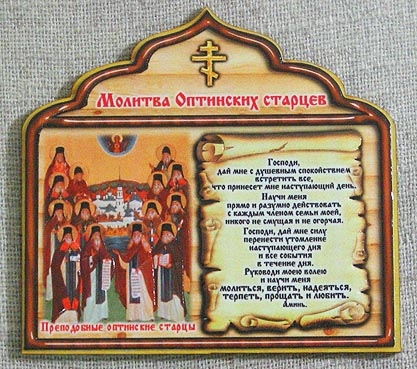 Молитва Оптинских старцев
Господи,
дай мне с душевным спокойствием
встретить все,
что принесет мне наступающий день.
Научи меня
прямо и разумно действовать
с каждым членом семьи моей,
никого не смущая и не огорчая.
Господи, дай мне силу
перенести утомление
наступающего дня
и все события
в течение дня.
Руководи моею волею
и научи меня
молиться, верить, надеяться,
терпеть, прощать и любить.
Аминь.
Преподобные оптинские старцы